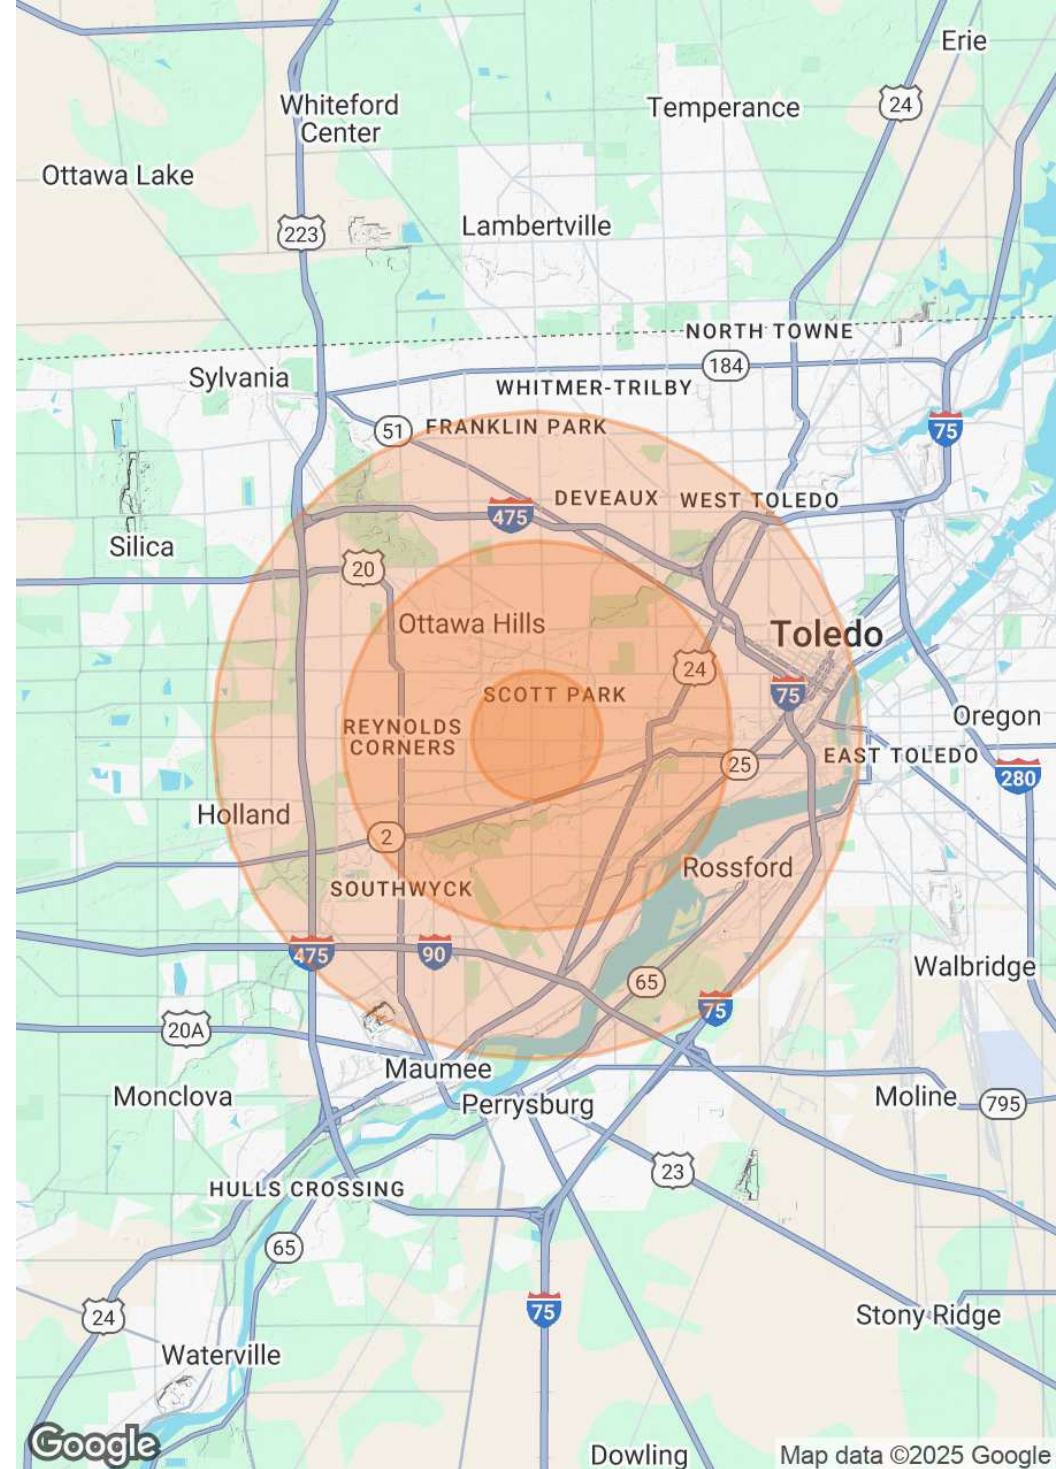 Erie
Whiteford
Center
Temperance
24
Ottawa Lake
223
Lambertville
NORTH TOWNE
184
Sylvania
WHITMER-TRILBY
51
FRANKLIN PARK
75
DEVEAUX
WEST TOLEDO
475
Silica
20
Ottawa Hills
Toledo
24
SCOTT PARK
75
REYNOLDS
CORNERS
Oregon
EAST TOLEDO
25
280
Holland
2
Rossford
SOUTHWYCK
475
90
Walbridge
65
75
20A
Maumee
Monclova
Perrysburg
Moline
795
23
HULLS CROSSING
65
24
75
Stony Ridge
Waterville
Google
Dowling
Map data ©2025 Google